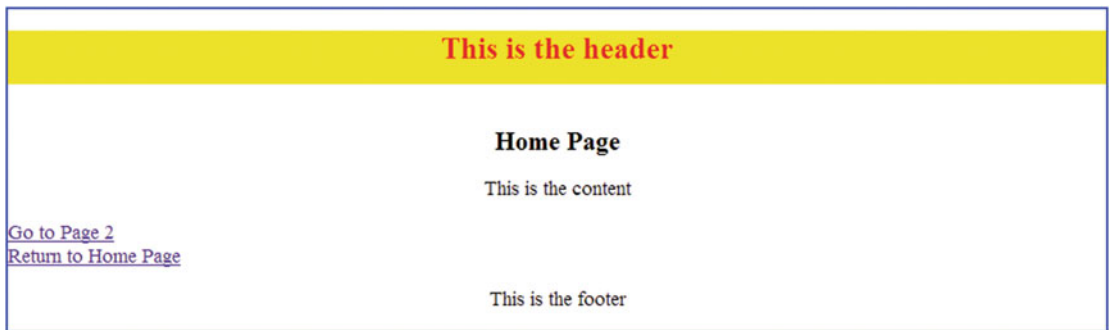 This is the header
Home Page
This is the content
Go to Page 2
Return to Home Page
This is the footer